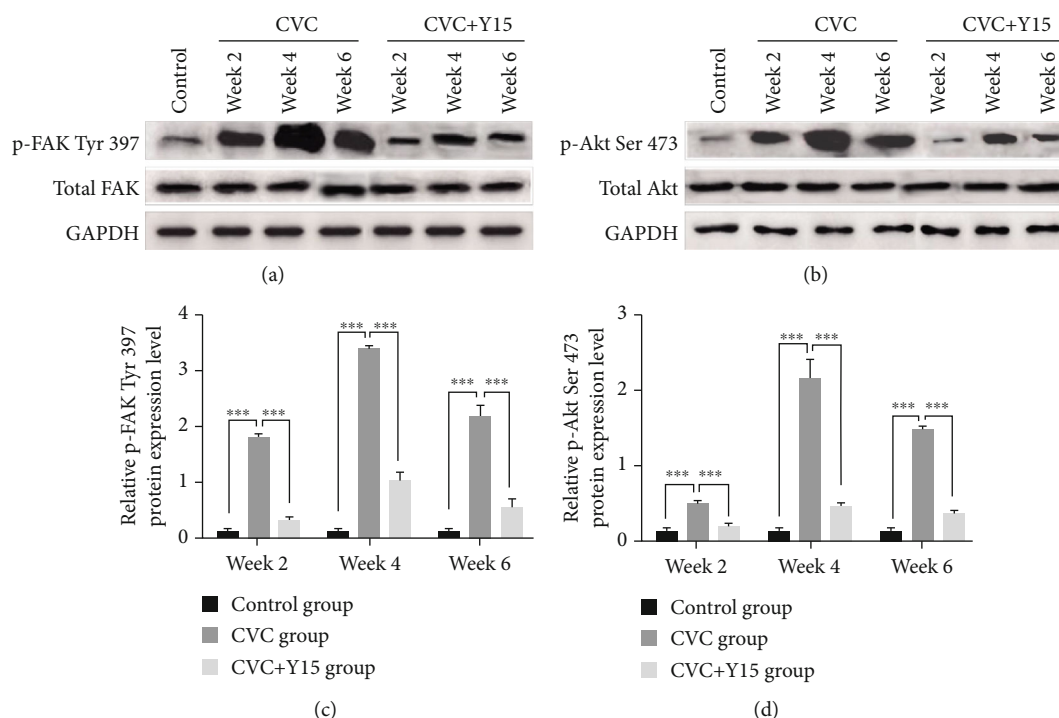 CVC
CVC+Y15
Control
Week 2
Week 4
Week 6
Week 2
Week 4
Week 6
p-FAK Tyr 397
Total FAK
GAPDH
(a)
CVC
CVC+Y15
Control
Week 2
Week 4
Week 6
Week 2
Week 4
Week 6
p-Akt Ser 473
Total Akt
GAPDH
(b)
Relative p-FAK Tyr 397
protein expression level
4
3
2
1
0
*** ***
*** ***
*** ***
Week 2
Week 4
Week 6
Control group
CVC group
CVC+Y15 group
(c)
Relative p-Akt Ser 473
protein expression level
3
2
1
0
*** ***
*** ***
*** ***
Week 2
Week 4
Week 6
Control group
CVC group
CVC+Y15 group
(d)